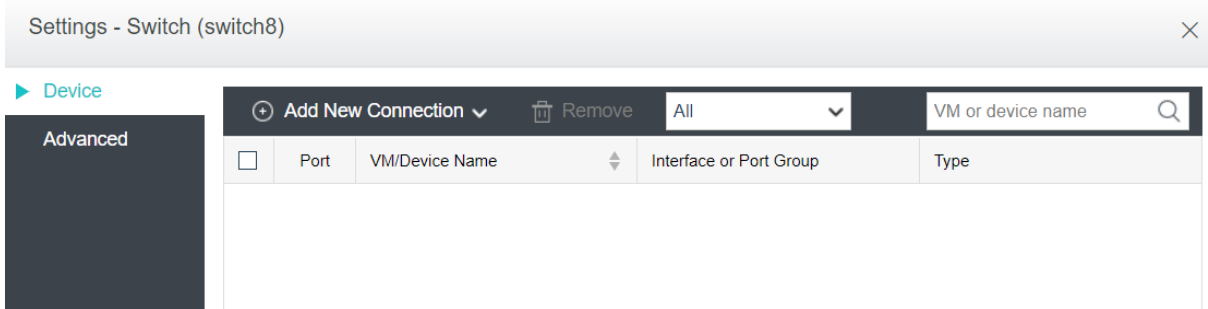 Settings - Switch (switch8)
Device
Add New Connection Remove All VM or device name
Advanced
Port VM/Device Name Interface or Port Group Type